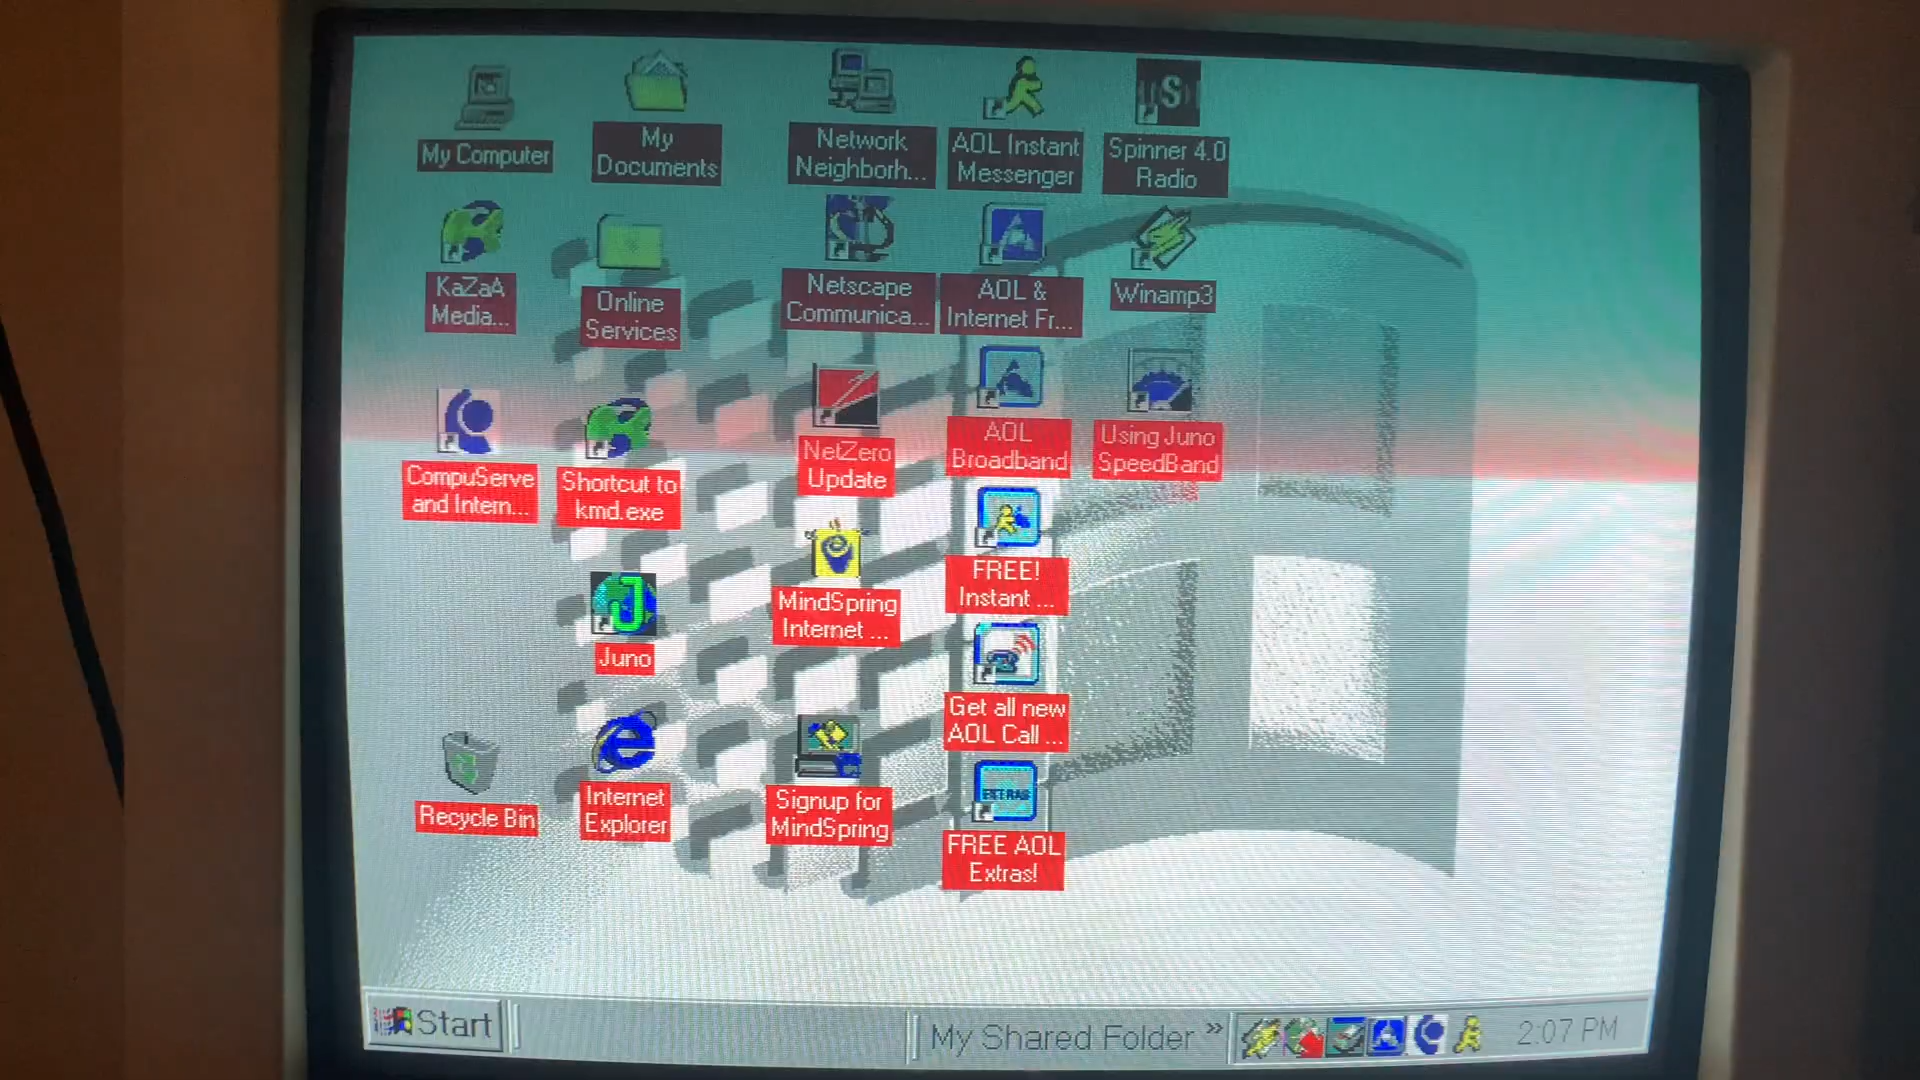 My Computer
My
Documents
Network
Neighborh...
AOL Instant
Messenger
Spinner 4.0
Radio
KaZaA
Media...
Online
Services
Netscape
Communica...
AOL &
Internet Fr...
Winamp3
CompuServe
and Intern...
Shortcut to
kmd.exe
NetZero
Update
AOL
Broadband
Using Juno
SpeedBand
Juno
MindSpring
Internet ...
FREE!
Instant ...
Get all new
AOL Call ...
Recycle Bin
Internet
Explorer
Signup for
MindSpring
EXTRAS
FREE AOL
Extras!
Start
My Shared Folder »
2:07 PM